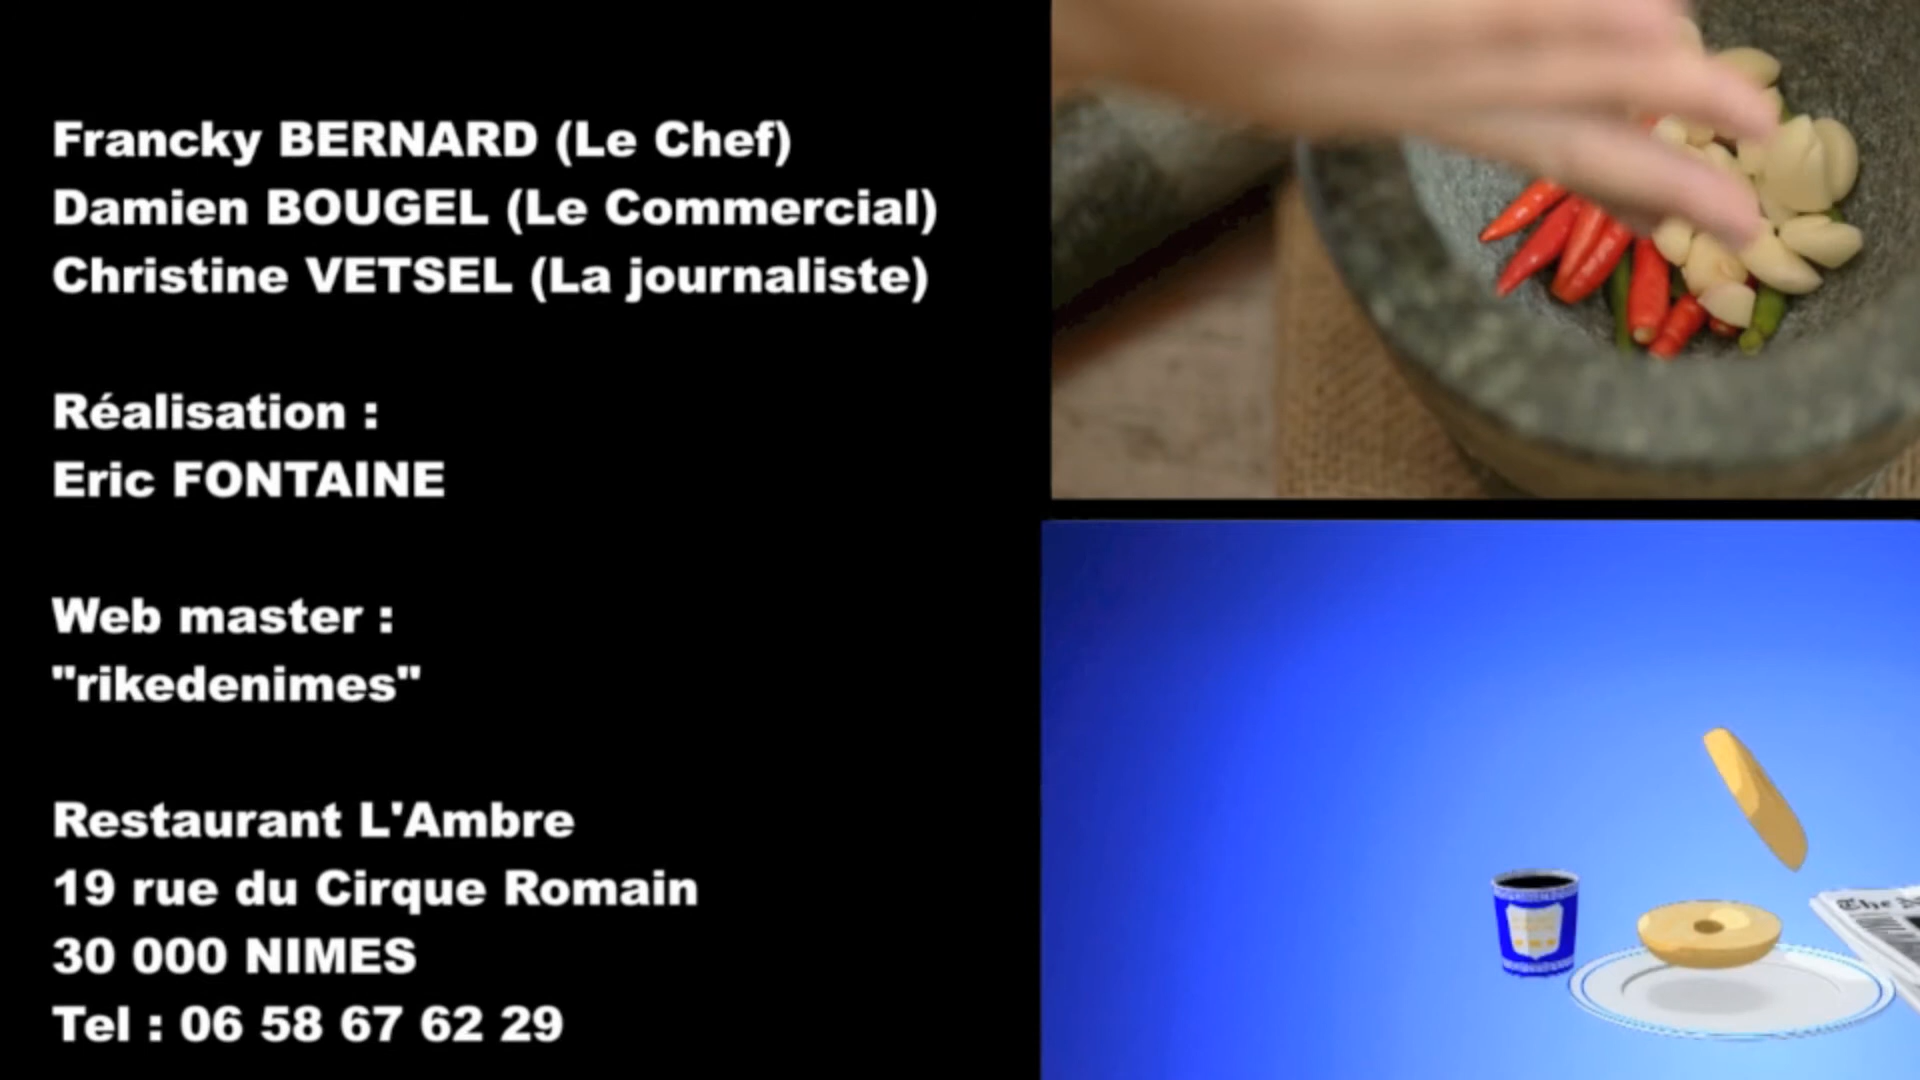 Francky BERNARD (Le Chef)
Damien BOUGEL (Le Commercial)
Christine VETSEL (La journaliste)
Réalisation :
Eric FONTAINE
Web master :
"rikedenimes"
Restaurant L'Ambre
19 rue du Cirque Romain
30 000 NIMES
Tel : 06 58 67 62 29
The